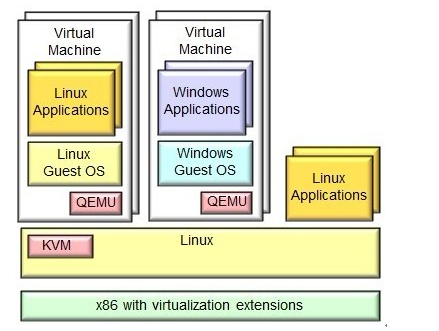 Virtual
Machine
Linux
Applications
Linux
Guest OS
QEMU
Virtual
Machine
Windows
Applications
Windows
Guest OS
QEMU
Linux
Applications
KVM
Linux
x86 with virtualization extensions